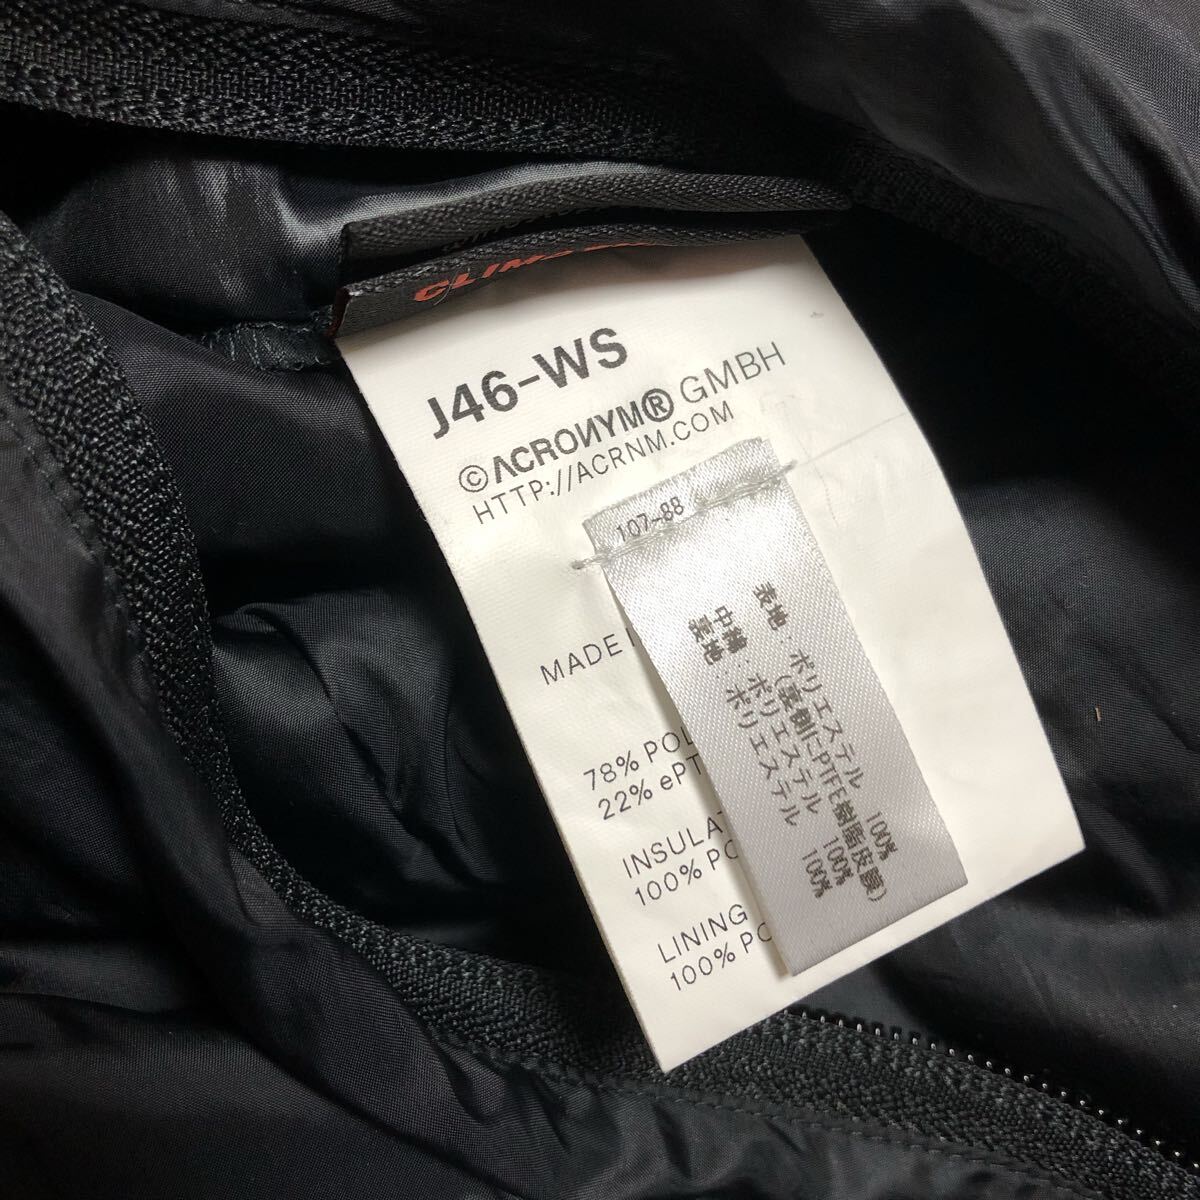 CLIMA
J46-WS
©ACRONYM® GMBH
HTTP://ACRNM.COM
107-88
MADE I
78% POL
22% ePT
INSULAT
100% PO
LINING
100% PO
表地：ポリエステル 100%
(裏側にPTFE樹脂皮膜)
中綿：ポリエステル 100%
裏地：ポリエステル 100%